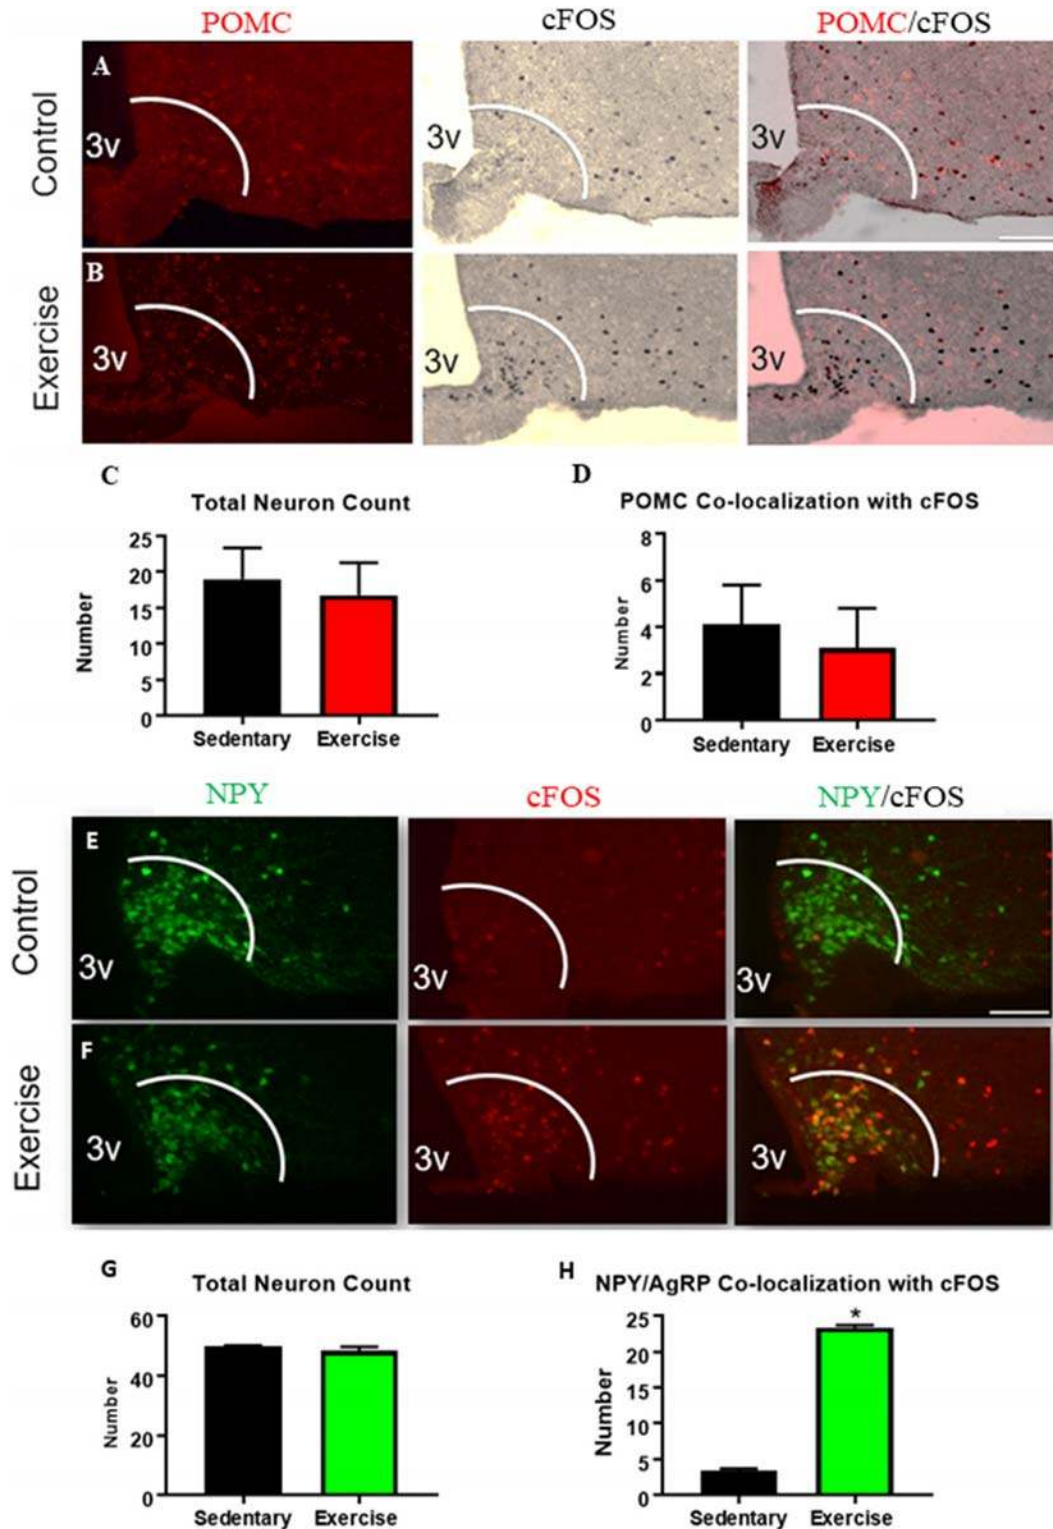 POMC cFOS POMC/cFOS
Control
A 3v 3v 3v
Exercise
B 3v 3v 3v
C
Total Neuron Count
Number
25
20
15
10
5
0
Sedentary Exercise
D
POMC Co-localization with cFOS
Number
8
6
4
2
0
Sedentary Exercise
NPY cFOS NPY/cFOS
Control
E 3v 3v 3v
Exercise
F 3v 3v 3v
G
Total Neuron Count
Number
60
40
20
0
Sedentary Exercise
H
NPY/AgRP Co-localization with cFOS
*
Number
25
20
15
10
5
0
Sedentary Exercise